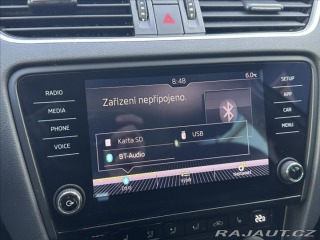 8:48
6.0°C
Zařízení nepřipojeno.
RADIO
MEDIA
PHONE
VOICE
SETUP
APP
CAR
MENU
Karta SD
USB
BT-Audio
SAUTO.CZ